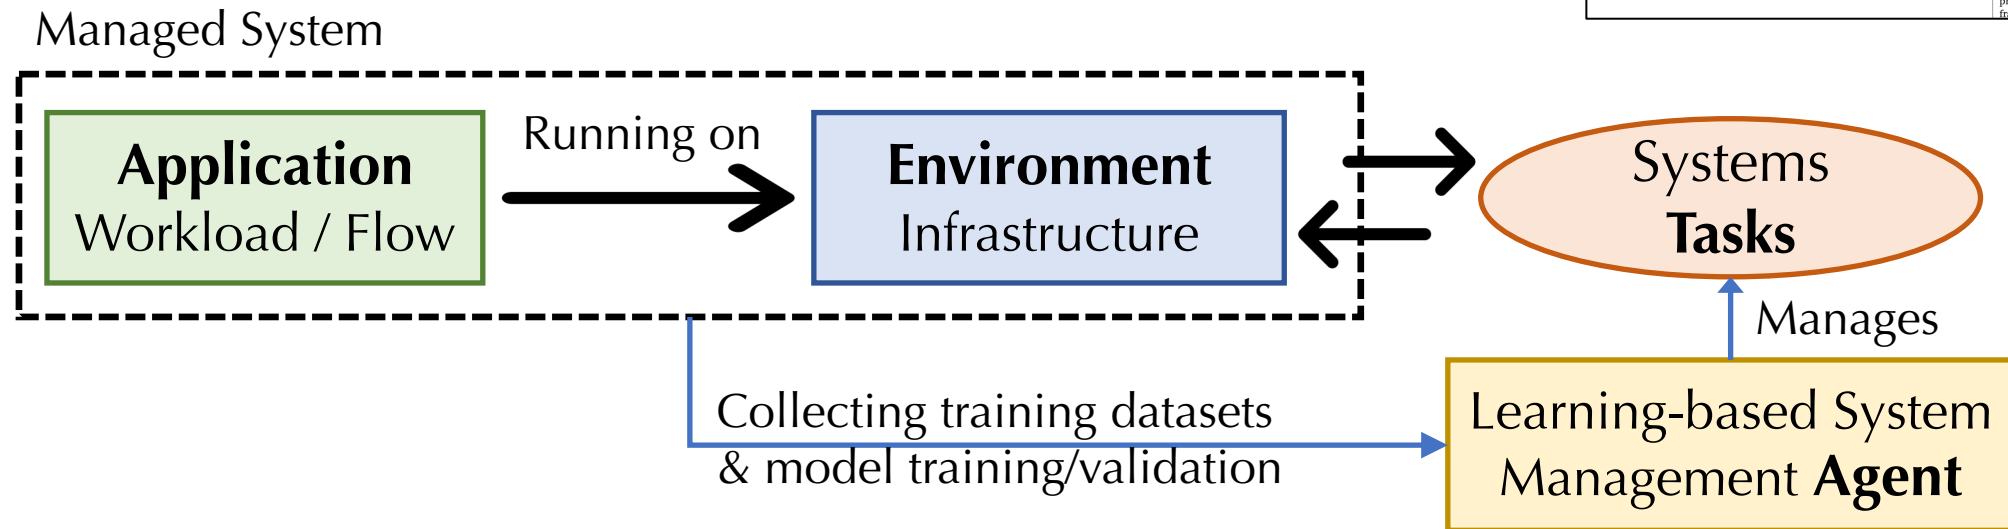 Managed System
Application
Workload / Flow
Running on
Environment
Infrastructure
Systems
Tasks
Manages
Collecting training datasets
& model training/validation
Learning-based System
Management Agent